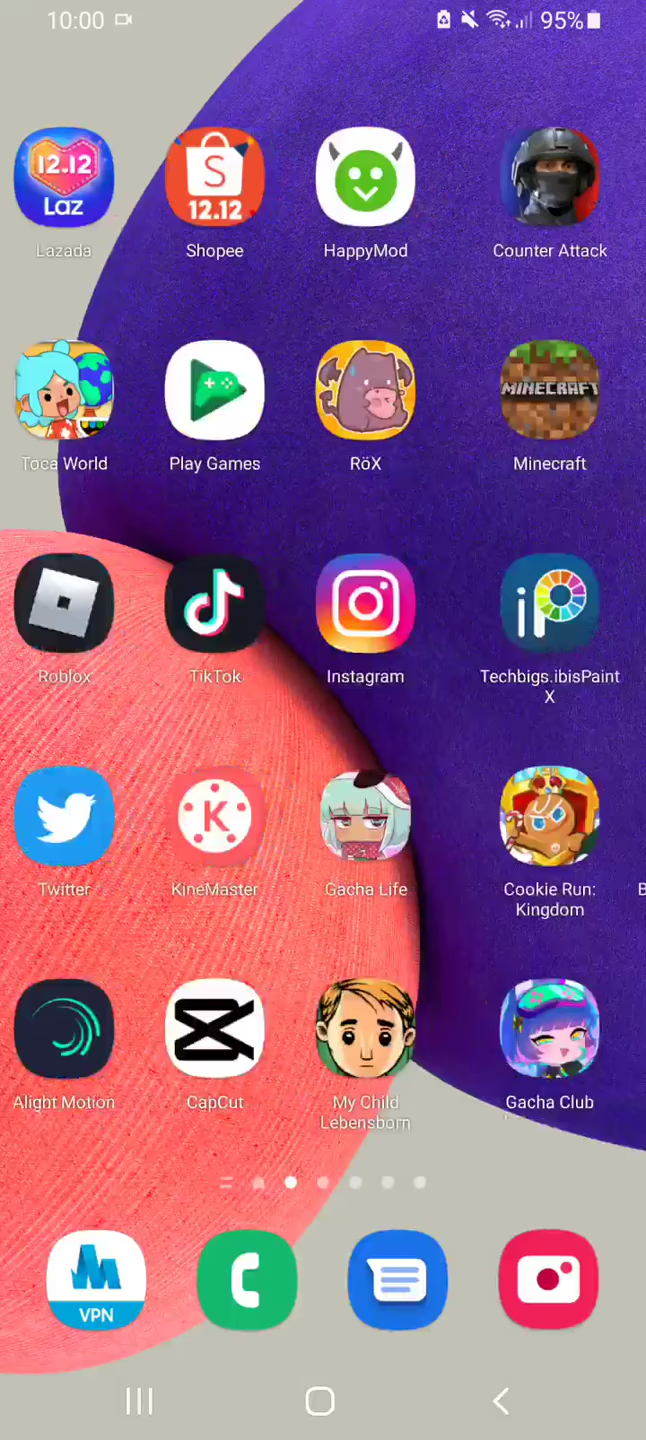 10:00
95%
12.12
Laz
S
12.12
Lazada
Shopee
HappyMod
Counter Attack
MINECRAFT
Toca World
Play Games
RöX
Minecraft
iP
Roblox
TikTok
Instagram
Techbigs.ibisPaint
X
K
Twitter
KineMaster
Gacha Life
Cookie Run:
Kingdom
B
Alight Motion
CapCut
My Child
Lebensborn
Gacha Club
VPN